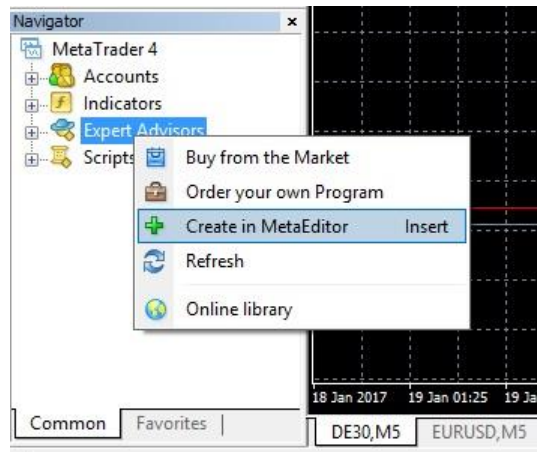 Navigator
MetaTrader 4
Accounts
Indicators
Expert Advisors
Scripts
Buy from the Market
Order your own Program
Create in MetaEditor Insert
Refresh
Online library
18 Jan 2017 19 Jan 01:25 19 Ja
Common Favorites
DE30,M5 EURUSD,M5